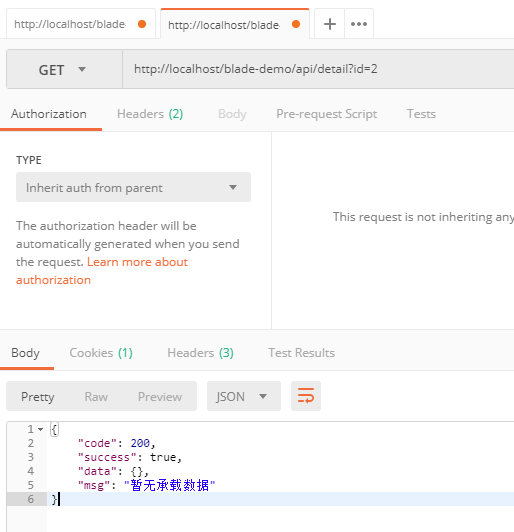 http://localhost/blade
http://localhost/blade
+
•••
GET
http://localhost/blade-demo/api/detail?id=2
Authorization
Headers (2)
Body
Pre-request Script
Tests
TYPE
Inherit auth from parent
The authorization header will be
automatically generated when you send
the request. Learn more about
authorization
This request is not inheriting any
Body
Cookies (1)
Headers (3)
Test Results
Pretty
Raw
Preview
JSON
1 {
2 "code": 200,
3 "success": true,
4 "data": {},
5 "msg": "暂无承载数据"
6 }